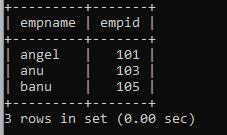 +---------+-------+
| empname | empid |
+---------+-------+
| angel   |   101 |
| anu     |   103 |
| banu    |   105 |
+---------+-------+
3 rows in set (0.00 sec)